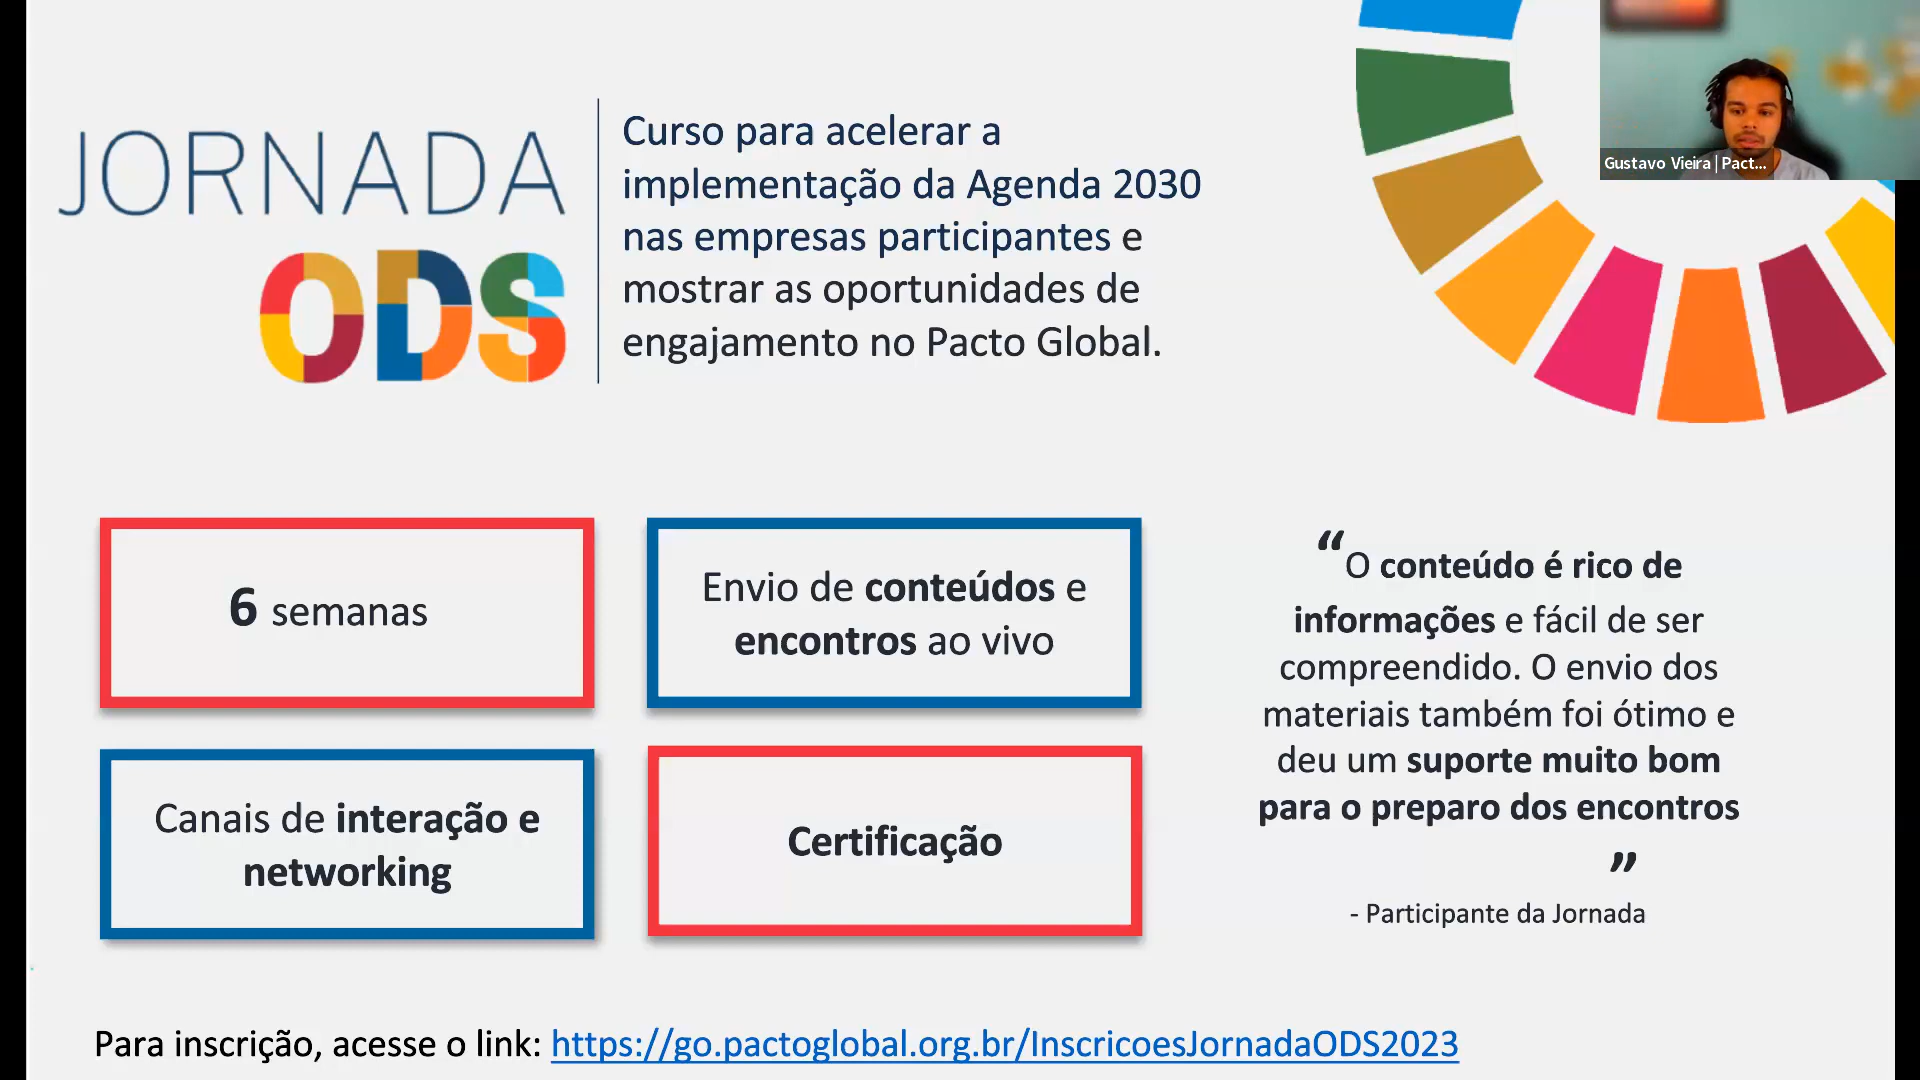 JORNADA
ODS
Curso para acelerar a
implementação da Agenda 2030
nas empresas participantes e
mostrar as oportunidades de
engajamento no Pacto Global.
Gustavo Vieira | Pact...
6 semanas
Envio de conteúdos e
encontros ao vivo
Canais de interação e
networking
Certificação
“O conteúdo é rico de
informações e fácil de ser
compreendido. O envio dos
materiais também foi ótimo e
deu um suporte muito bom
para o preparo dos encontros
”
- Participante da Jornada
Para inscrição, acesse o link: https://go.pactoglobal.org.br/InscricoesJornadaODS2023